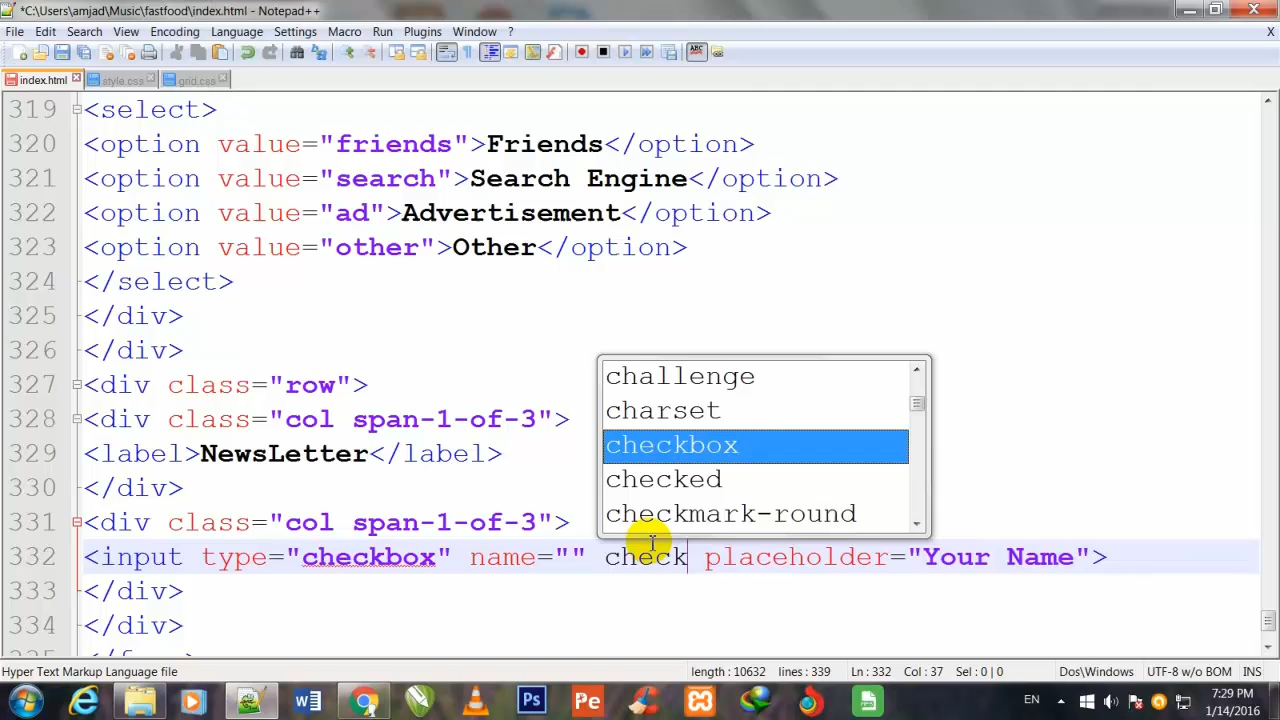 *C:\Users\amjad\Music\fastfood\index.html - Notepad++
File Edit Search View Encoding Language Settings Macro Run Plugins Window ? X
index.html style.css grid.css
319 <select>
320 <option value="friends">Friends</option>
321 <option value="search">Search Engine</option>
322 <option value="ad">Advertisement</option>
323 <option value="other">Other</option>
324 </select>
325 </div>
326 </div>
327 <div class="row">
328 <div class="col span-1-of-3">
329 <label>NewsLetter</label>
330 </div>
331 <div class="col span-1-of-3">
332 <input type="checkbox" name="" check placeholder="Your Name">
333 </div>
334 </div>
challenge
charset
checkbox
checked
checkmark-round
Hyper Text Markup Language file length : 10632 lines : 339 Ln : 332 Col : 37 Sel : 0 | 0 Dos\Windows UTF-8 w/o BOM INS
EN 7:29 PM
1/14/2016